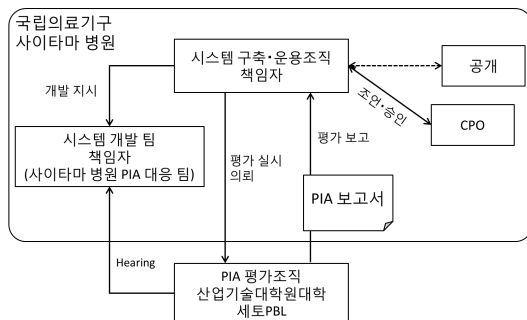 국립의료기구
사이타마 병원
시스템 구축•운용조직
책임자
공개
개발 지시
조언•승인
CPO
시스템 개발 팀
책임자
(사이타마 병원 PIA 대응 팀)
평가 실시
의뢰
평가 보고
PIA 보고서
Hearing
PIA 평가조직
산업기술대학원대학
세토PBL